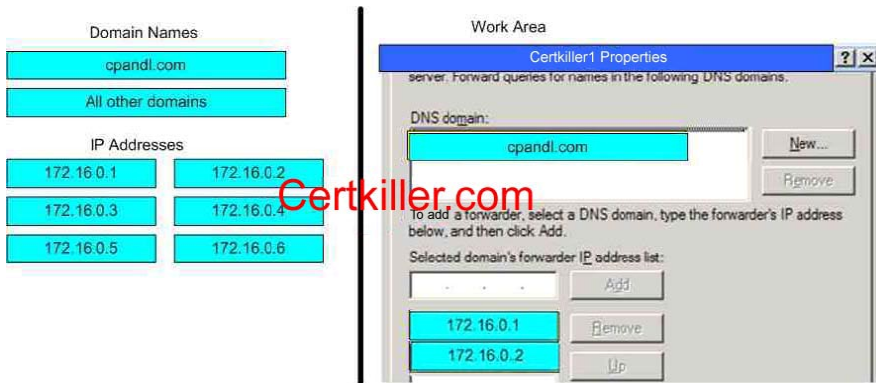 Domain Names
cpandl.com
All other domains
IP Addresses
172.16.0.1 172.16.0.2
172.16.0.3 172.16.0.4
172.16.0.5 172.16.0.6
Certkiller.com
Work Area
Certkiller1 Properties
server. Forward queries for names in the following DNS domains.
DNS domain:
cpandl.com
New...
Remove
To add a forwarder, select a DNS domain, type the forwarder's IP address
below, and then click Add.
Selected domain's forwarder IP address list:
Add
172.16.0.1
Remove
172.16.0.2
Up